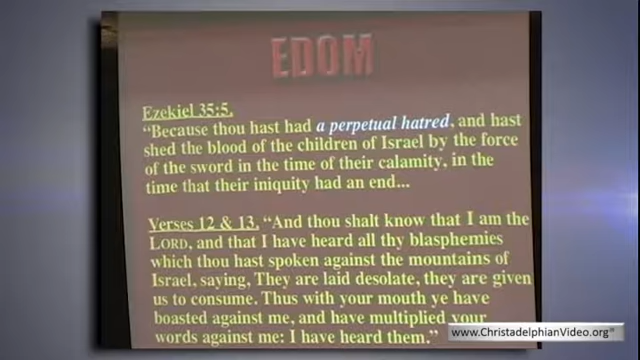 EDOM
Ezekiel 35:5.
"Because thou hast had a perpetual hatred, and hast
shed the blood of the children of Israel by the force
of the sword in the time of their calamity, in the
time that their iniquity had an end...
Verses 12 & 13. "And thou shalt know that I am the
LORD, and that I have heard all thy blasphemies
which thou hast spoken against the mountains of
Israel, saying, They are laid desolate, they are given
us to consume. Thus with your mouth ye have
boasted against me, and have multiplied your
words against me: I have heard them."
www.ChristadelphianVideo.org®